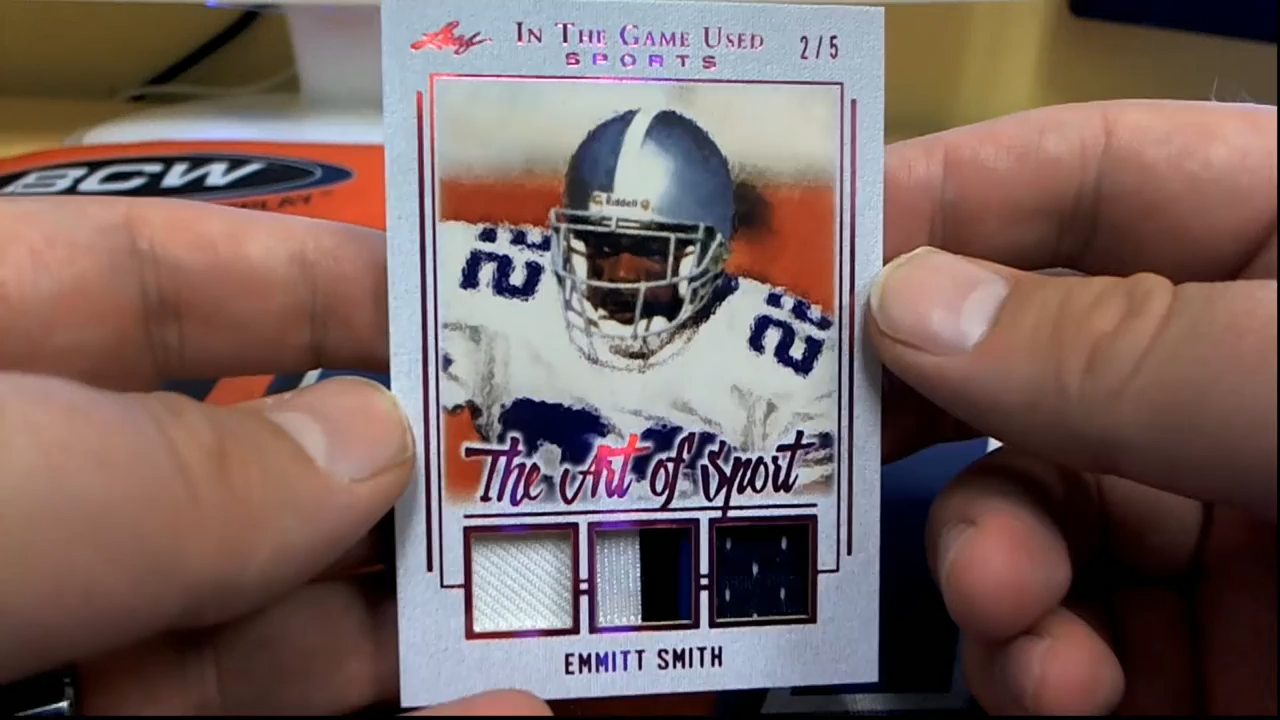 Leaf
IN THE GAME USED
SPORTS
2/5
BCW
Riddell
22
22
The Art of Sport
EMMITT SMITH